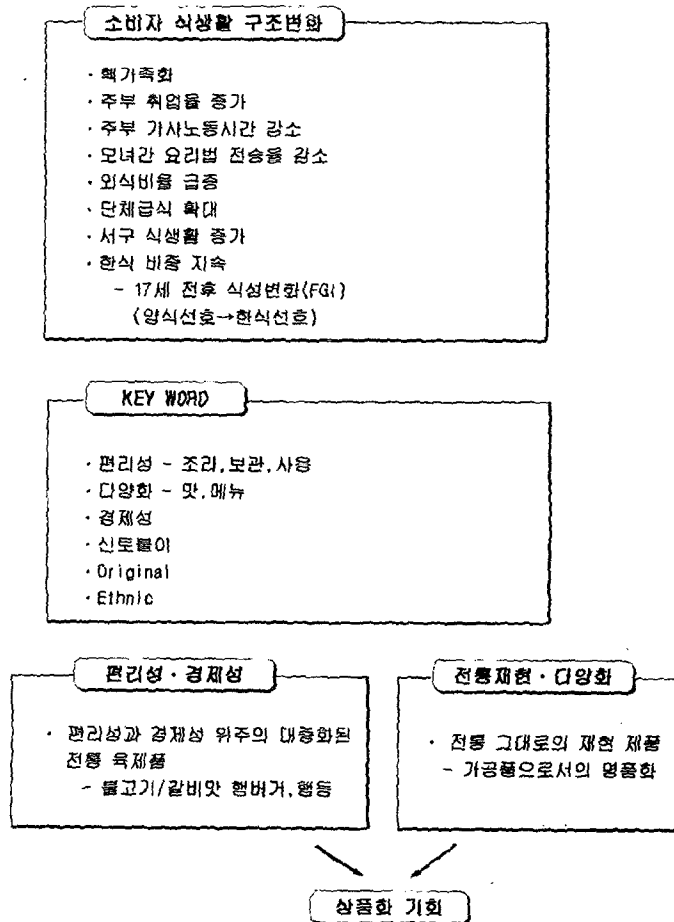 소비자 식생활 구조변화
· 핵가족화
· 주부 취업율 증가
· 주부 가사노동시간 감소
· 모녀간 요리법 전승율 감소
· 외식비율 급증
· 단체급식 확대
· 서구 식생활 증가
· 한식 비중 지속
- 17세 전후 식성변화(FGI)
(양식선호→한식선호)
KEY WORD
· 편리성 - 조리,보관,사용
· 다양화 - 맛,메뉴
· 경제성
· 신토불이
· Original
· Ethnic
편리성 · 경제성
· 편리성과 경제성 위주의 대중화된
전통 육제품
- 불고기/갈비맛 햄버거,햄등
전통재현 · 다양화
· 전통 그대로의 재현 제품
- 가공품으로서의 명품화
상품화 기회